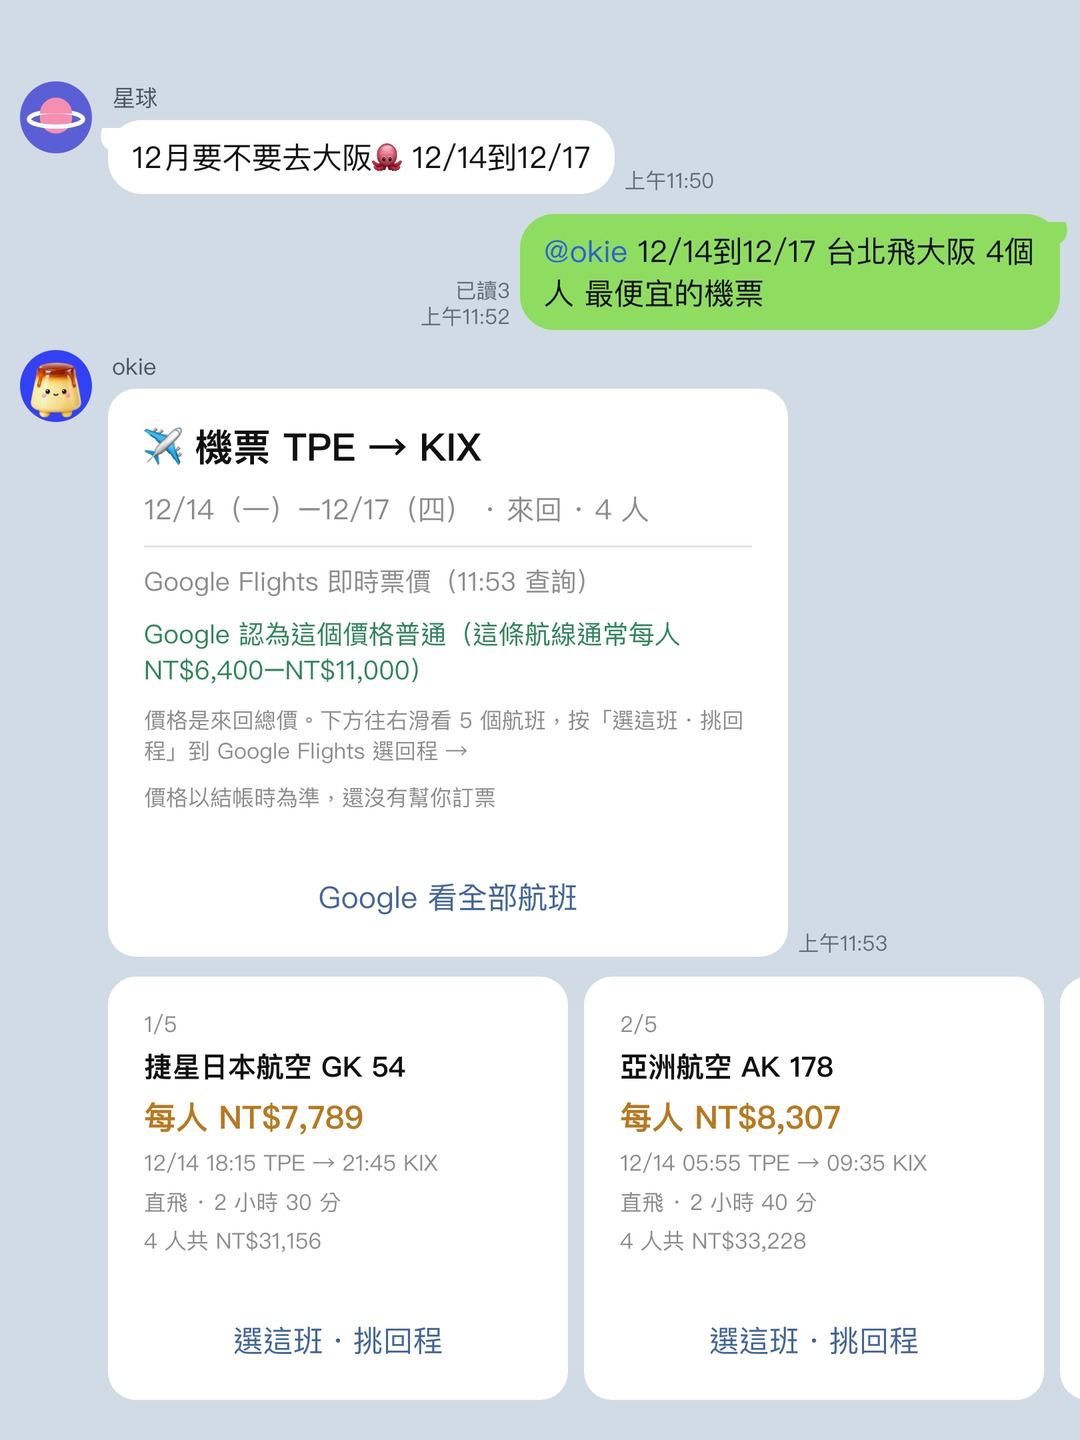 星球
12月要不要去大阪🐙 12/14到12/17
上午11:50
@okie 12/14到12/17 台北飛大阪 4個
人 最便宜的機票
已讀3
上午11:52
okie
✈️ 機票 TPE → KIX
12/14（一）—12/17（四） · 來回 · 4 人
Google Flights 即時票價（11:53 查詢）
Google 認為這個價格普通（這條航線通常每人
NT$6,400—NT$11,000）
價格是來回總價。下方往右滑看 5 個航班，按「選這班 · 挑回
程」到 Google Flights 選回程 →
價格以結帳時為準，還沒有幫你訂票
Google 看全部航班
上午11:53
1/5
捷星日本航空 GK 54
每人 NT$7,789
12/14 18:15 TPE → 21:45 KIX
直飛 · 2 小時 30 分
4 人共 NT$31,156
選這班 · 挑回程
2/5
亞洲航空 AK 178
每人 NT$8,307
12/14 05:55 TPE → 09:35 KIX
直飛 · 2 小時 40 分
4 人共 NT$33,228
選這班 · 挑回程